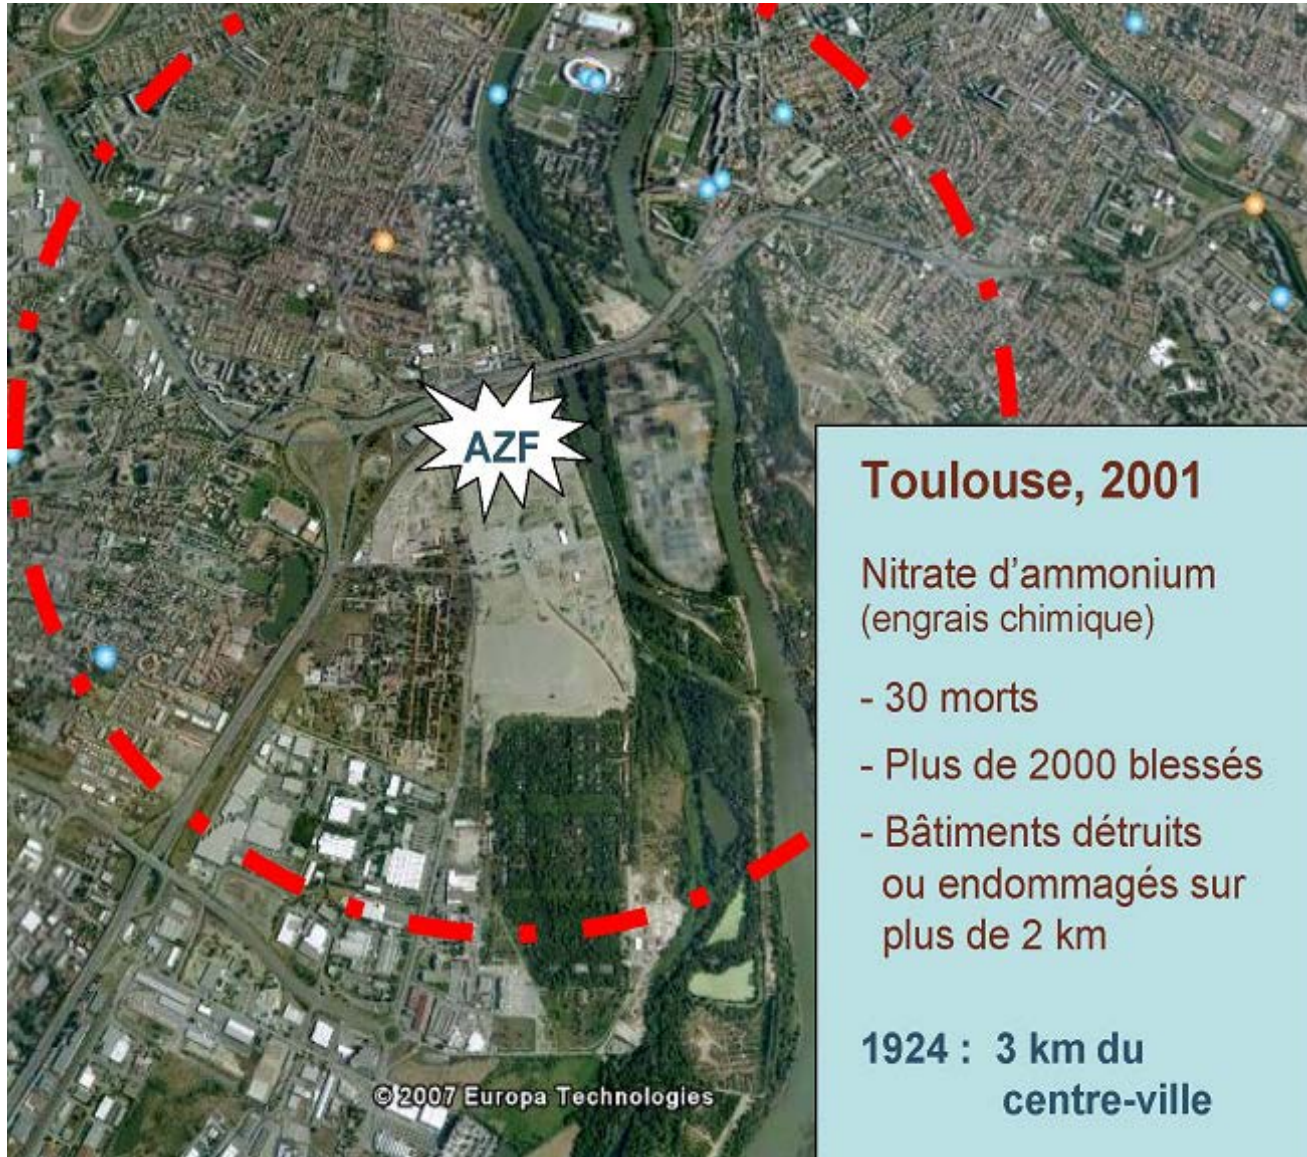 AZF
Toulouse, 2001
Nitrate d’ammonium
(engrais chimique)
- 30 morts
- Plus de 2000 blessés
- Bâtiments détruits
ou endommagés sur
plus de 2 km
1924 : 3 km du
centre-ville
© 2007 Europa Technologies